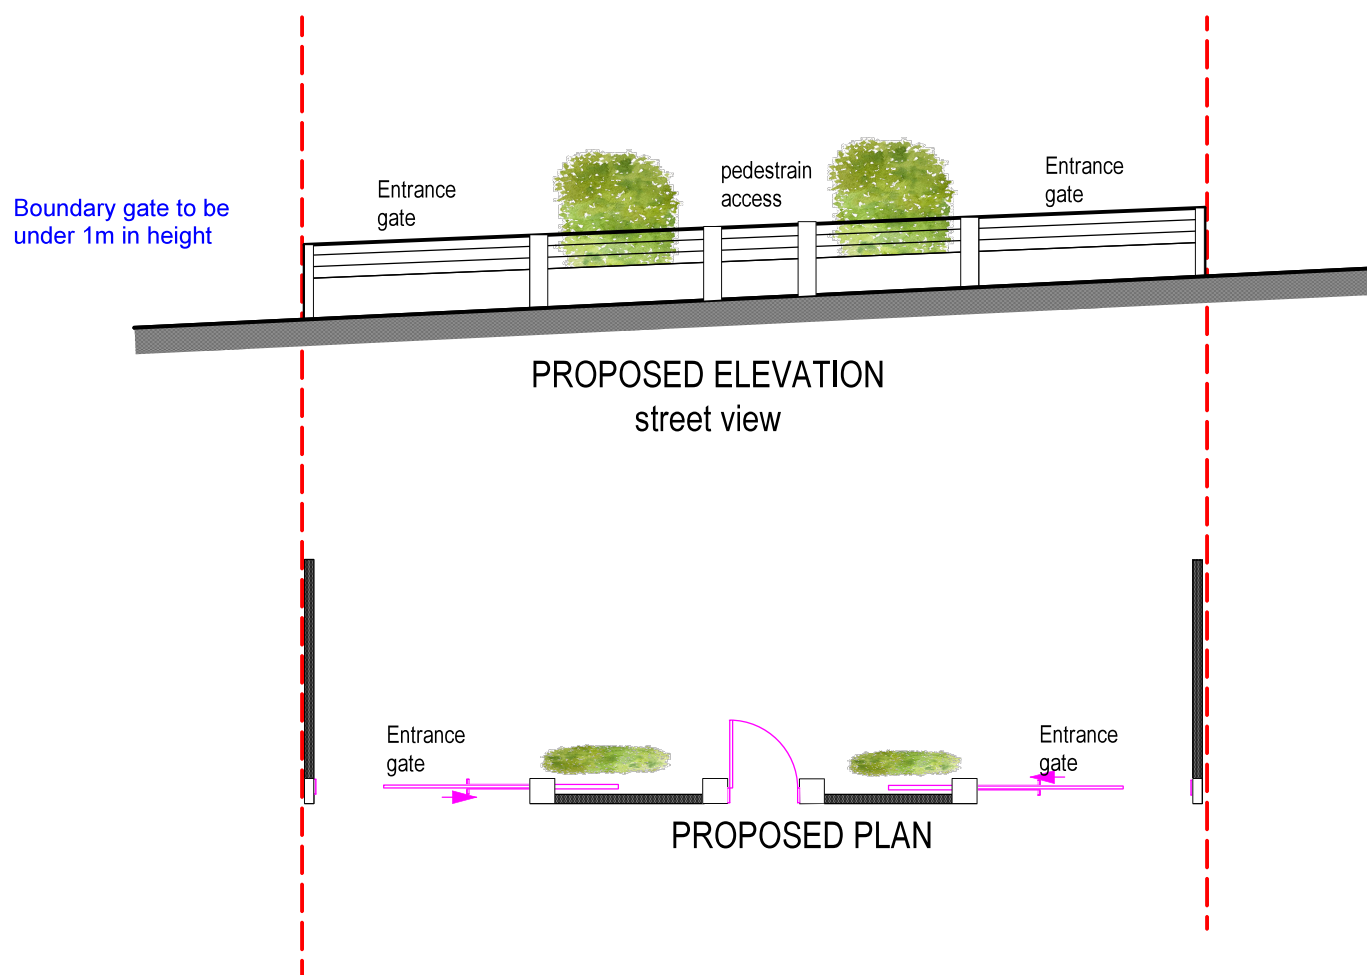 Entrance
gate
pedestrain
access
Entrance
gate
Boundary gate to be
under 1m in height
PROPOSED ELEVATION
street view
Entrance
gate
Entrance
gate
PROPOSED PLAN